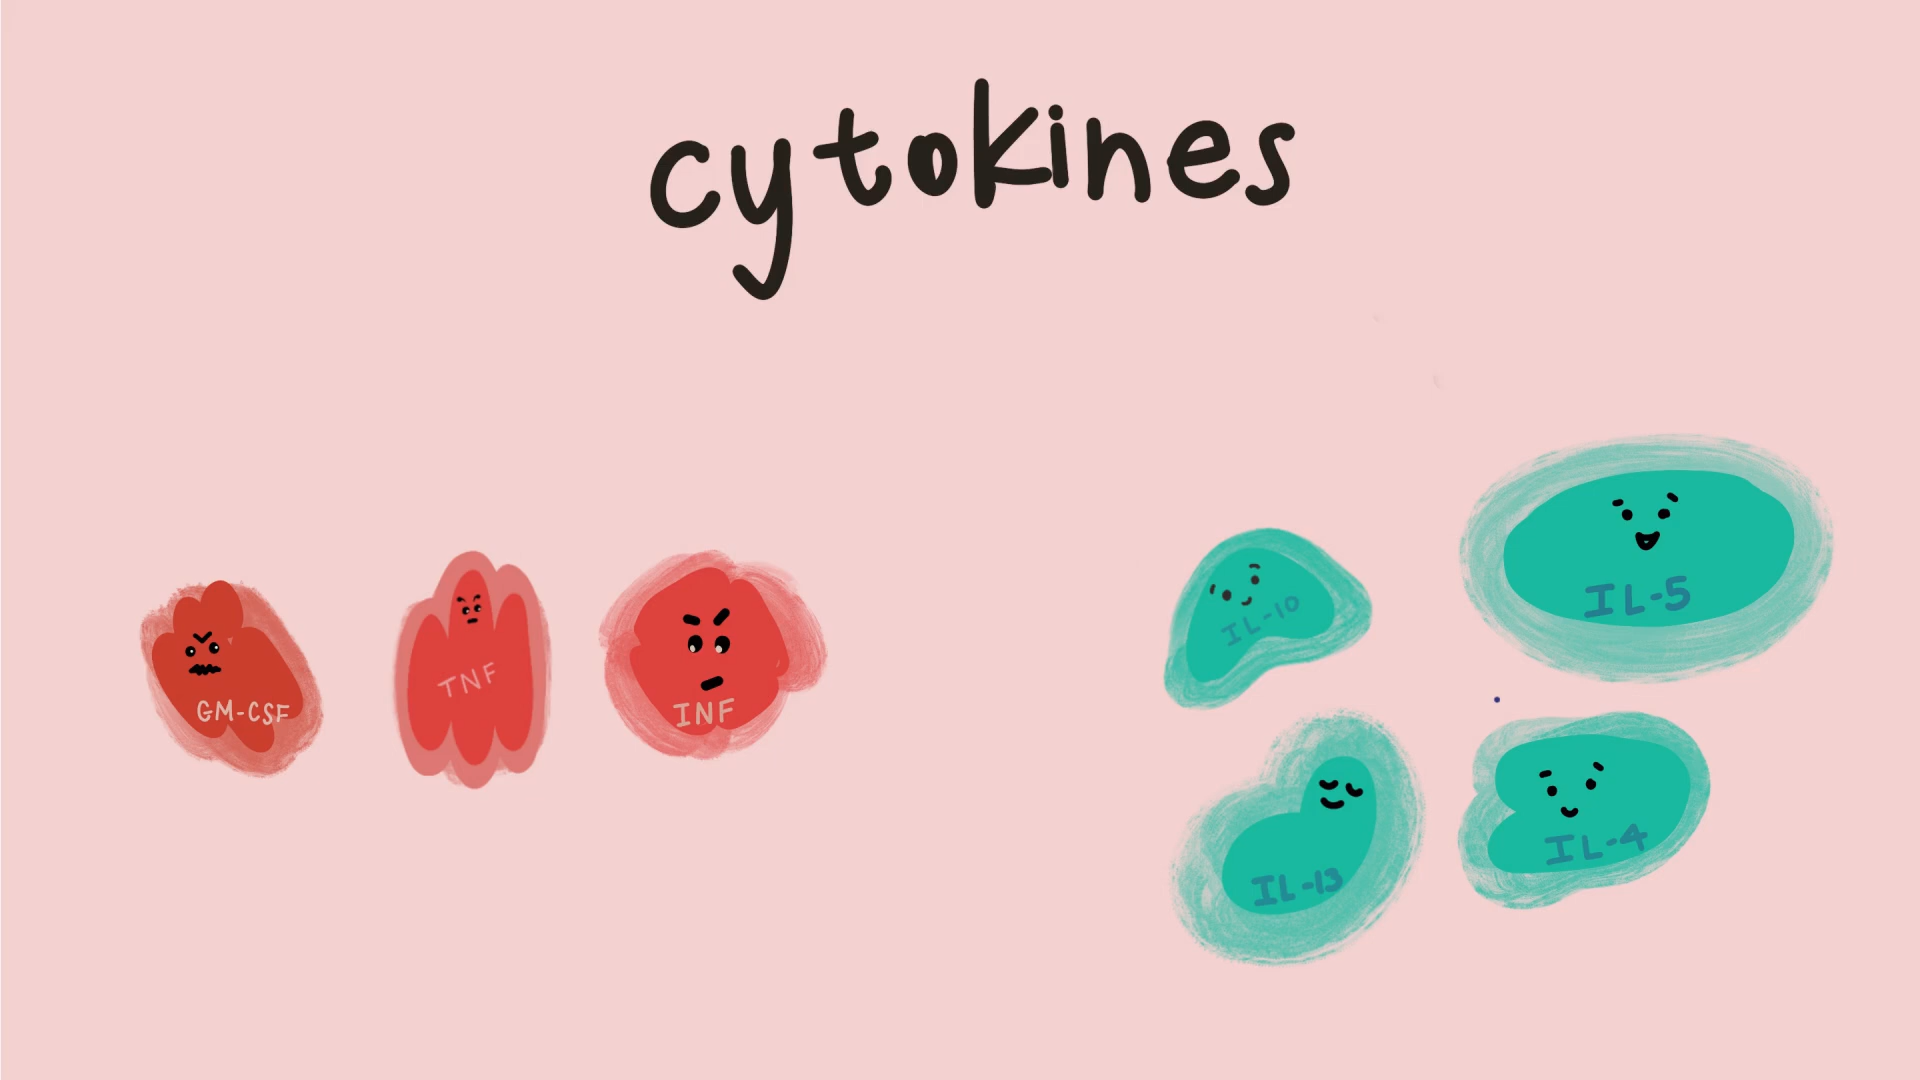 cytokines
GM-CSF
TNF
INF
IL-10
IL-5
IL-13
IL-4